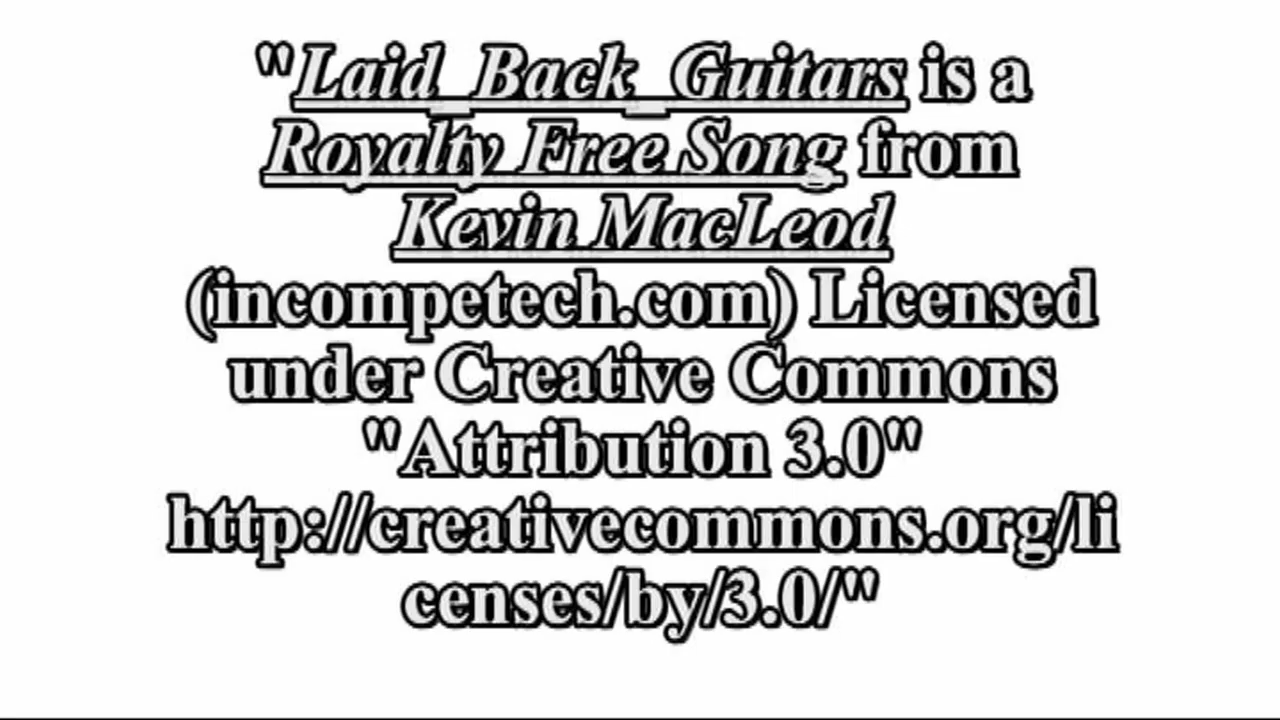 "Laid_Back_Guitars is a
Royalty Free Song from
Kevin MacLeod
(incompetech.com) Licensed
under Creative Commons
"Attribution 3.0"
http://creativecommons.org/li
censes/by/3.0/"